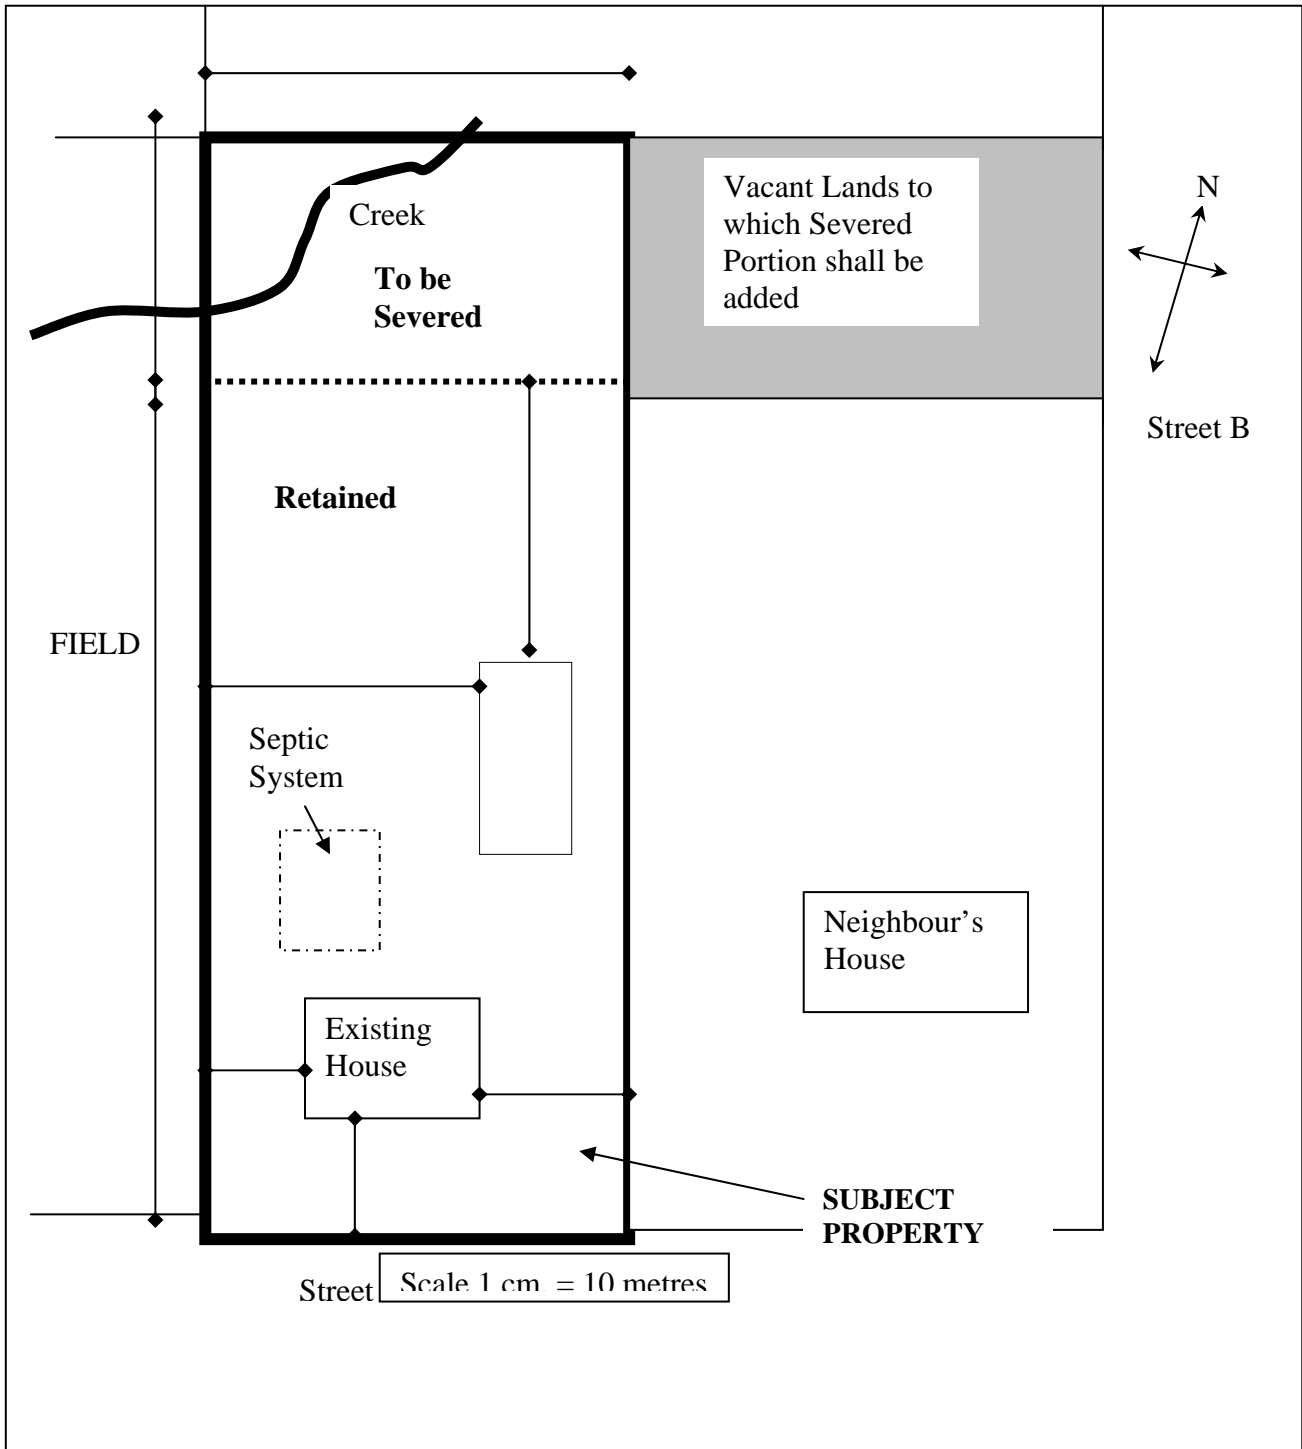 Vacant Lands to
which Severed
Portion shall be
added
N
Creek
To be
Severed
Street B
Retained
FIELD
Septic
System
Neighbour’s
House
Existing
House
SUBJECT
PROPERTY
Street
Scale 1 cm. = 10 metres